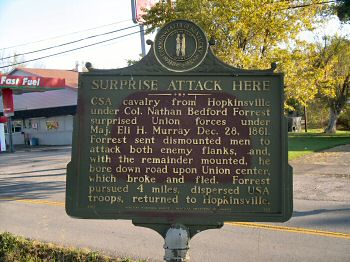 Fast Fuel
SURPRISE ATTACK HERE
CSA cavalry from Hopkinsville
under Col. Nathan Bedford Forrest
surprised Union forces under
Maj. Eli H. Murray Dec. 28, 1861.
Forrest sent dismounted men to
attack both enemy flanks, and,
with the remainder mounted, he
bore down road upon Union center,
which broke and fled. Forrest
pursued 4 miles, dispersed USA
troops, returned to Hopkinsville.